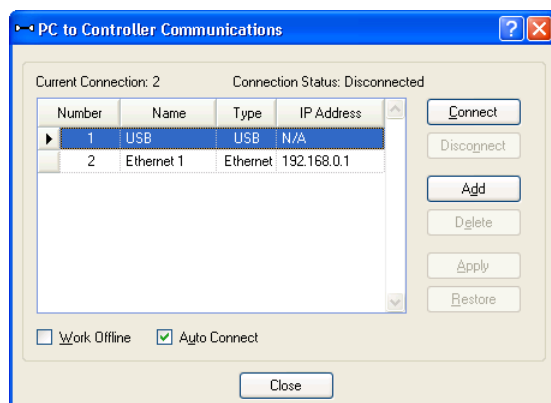 PC to Controller Communications
Current Connection: 2 Connection Status: Disconnected
Number Name Type IP Address
1 USB USB N/A
2 Ethernet 1 Ethernet 192.168.0.1
Connect
Disconnect
Add
Delete
Apply
Restore
Work Offline Auto Connect
Close